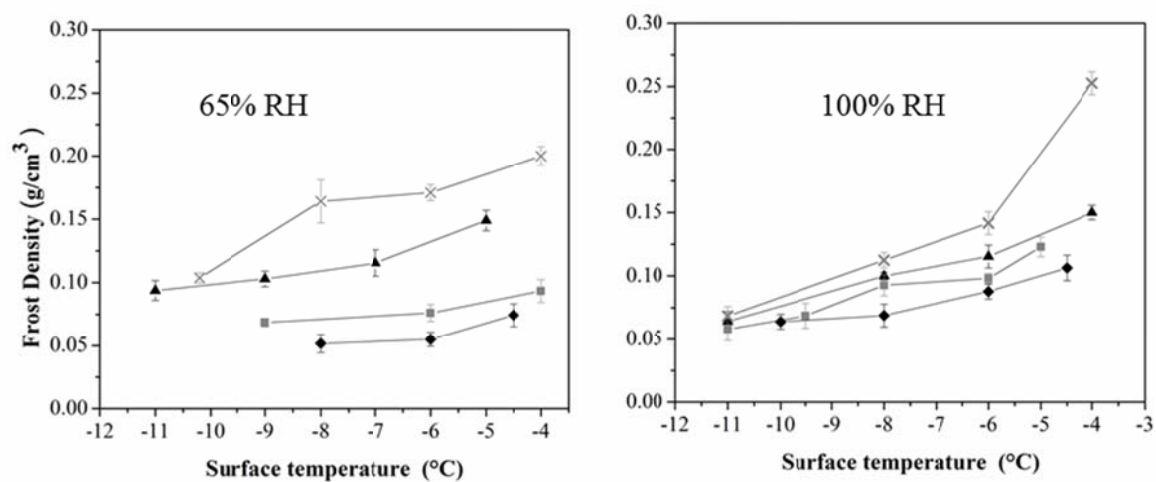 0.30
0.25
0.20
0.15
0.10
0.05
0.00
Frost Density (g/cm³)
65% RH
-12 -11 -10 -9 -8 -7 -6 -5 -4
Surface temperature (°C)
0.30
0.25
0.20
0.15
0.10
0.05
0.00
100% RH
-12 -11 -10 -9 -8 -7 -6 -5 -4 -3
Surface temperature (°C)